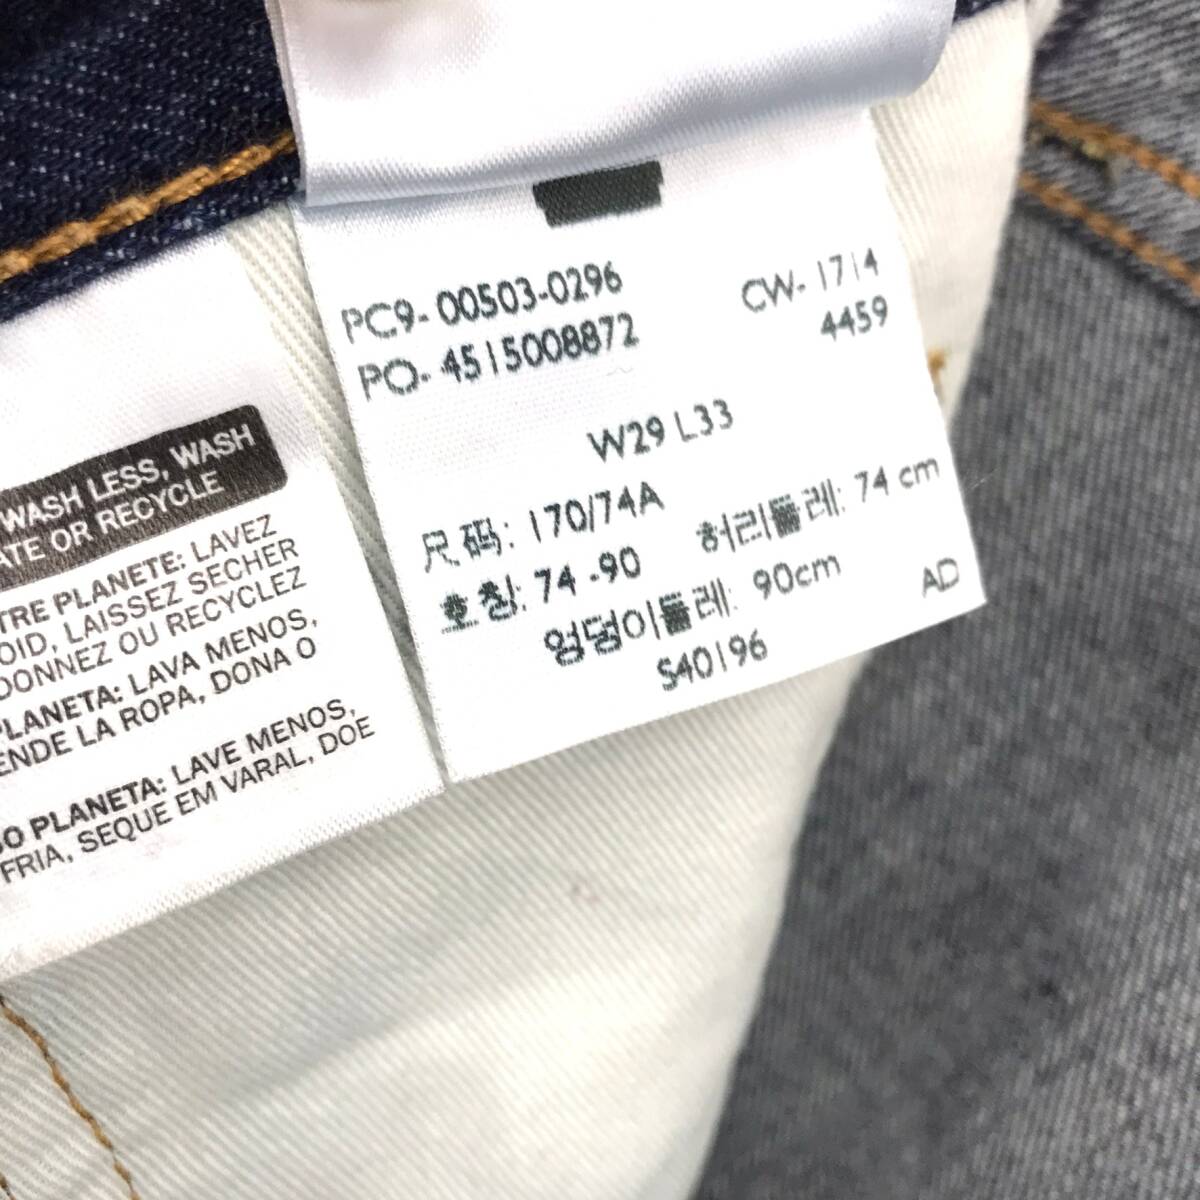 WASH LESS, WASH
ATE OR RECYCLE
PLANETE: LAVEZ
LAISSEZ SECHER
DONNEZ OU RECYCLEZ
PLANETA: LAVA MENOS,
LA ROPA, DONA O
PLANETA: LAVE MENOS,
FRIA, SEQUE EM VARAL, DOE
PC9- 00503-0296
PO- 4515008872
CW- 1714
4459
W29 L33
尺码: 170/74A
호칭: 74 -90
허리둘레: 74 cm
엉덩이둘레: 90cm
S40196
AD